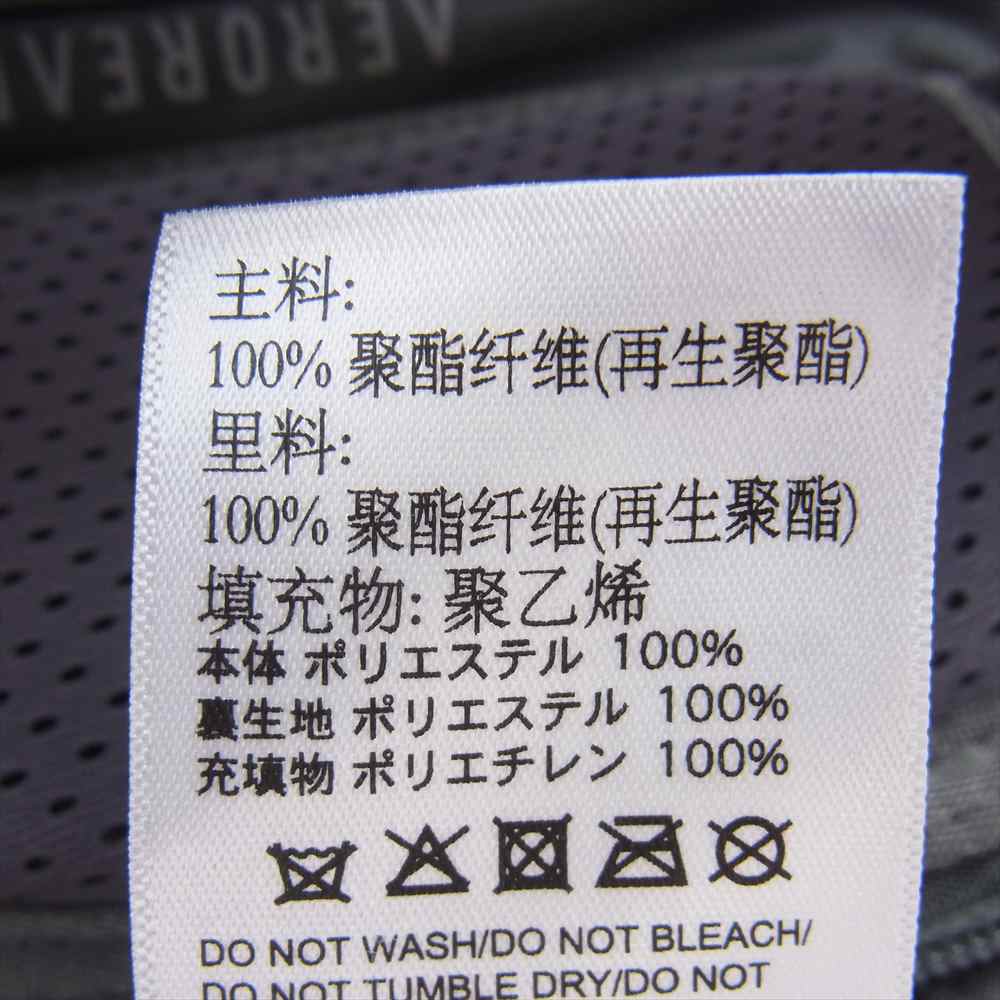 AEROREA
主料:
100% 聚酯纤维(再生聚酯)
里料:
100% 聚酯纤维(再生聚酯)
填充物: 聚乙烯
本体 ポリエステル 100%
裏生地 ポリエステル 100%
充填物 ポリエチレン 100%
DO NOT WASH/DO NOT BLEACH/
DO NOT TUMBLE DRY/DO NOT